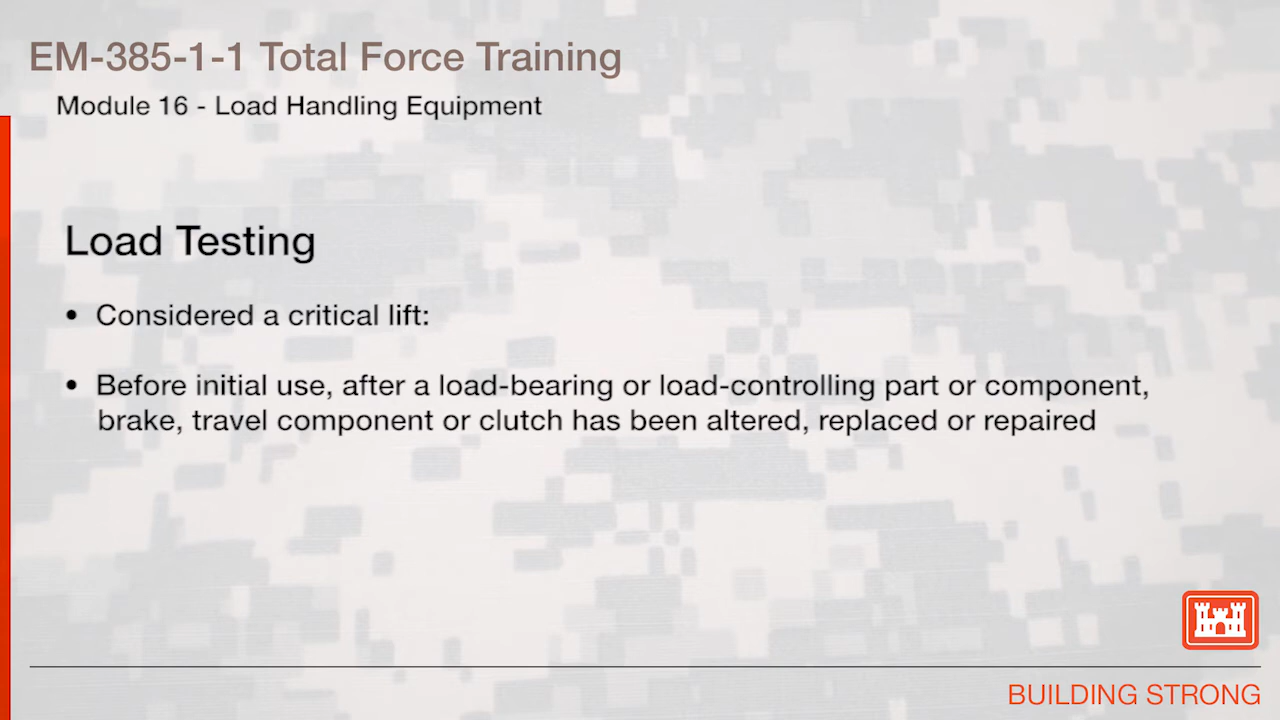 EM-385-1-1 Total Force Training
Module 16 - Load Handling Equipment
Load Testing
• Considered a critical lift:
• Before initial use, after a load-bearing or load-controlling part or component,
brake, travel component or clutch has been altered, replaced or repaired
BUILDING STRONG